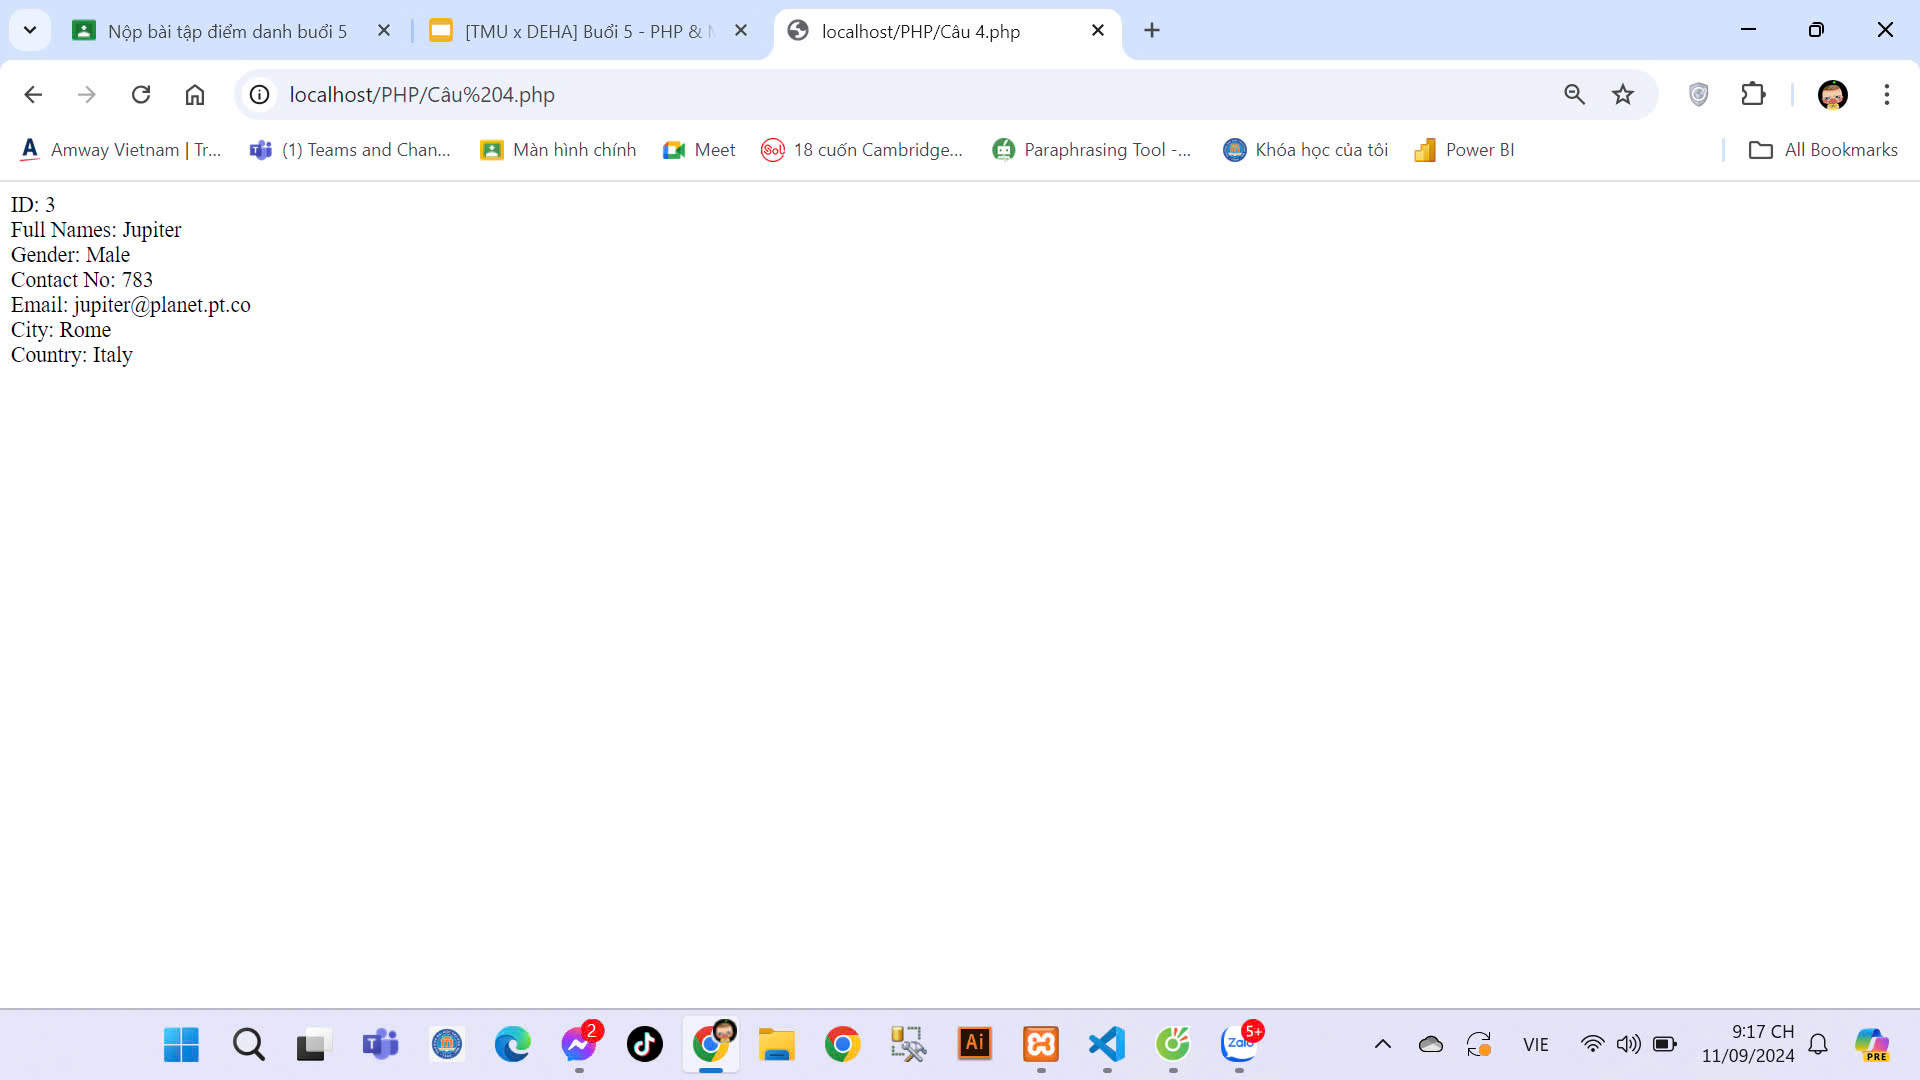 Nộp bài tập điểm danh buổi 5
[TMU x DEHA] Buổi 5 - PHP &
localhost/PHP/Câu 4.php
localhost/PHP/Câu%204.php
Amway Vietnam | Tr...
(1) Teams and Chan...
Màn hình chính
Meet
Sol
18 cuốn Cambridge...
Paraphrasing Tool -...
Khóa học của tôi
Power BI
All Bookmarks
ID: 3
Full Names: Jupiter
Gender: Male
Contact No: 783
Email: jupiter@planet.pt.co
City: Rome
Country: Italy
2
Ai
Zalo
5+
VIE
9:17 CH
11/09/2024
PRE